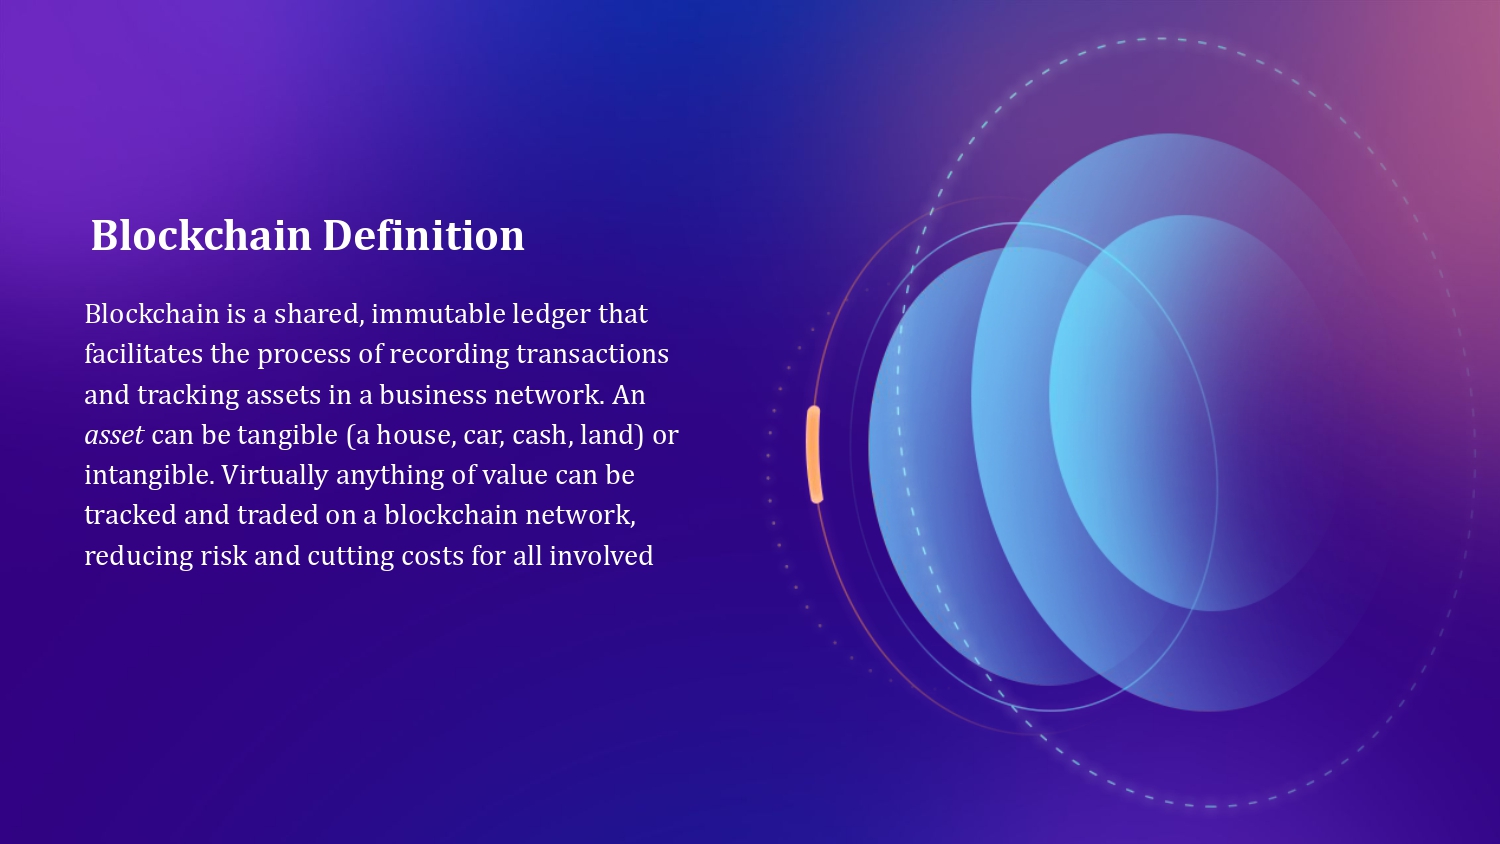 Blockchain Definition
Blockchain is a shared, immutable ledger that
facilitates the process of recording transactions
and tracking assets in a business network. An
asset can be tangible (a house, car, cash, land) or
intangible. Virtually anything of value can be
tracked and traded on a blockchain network,
reducing risk and cutting costs for all involved